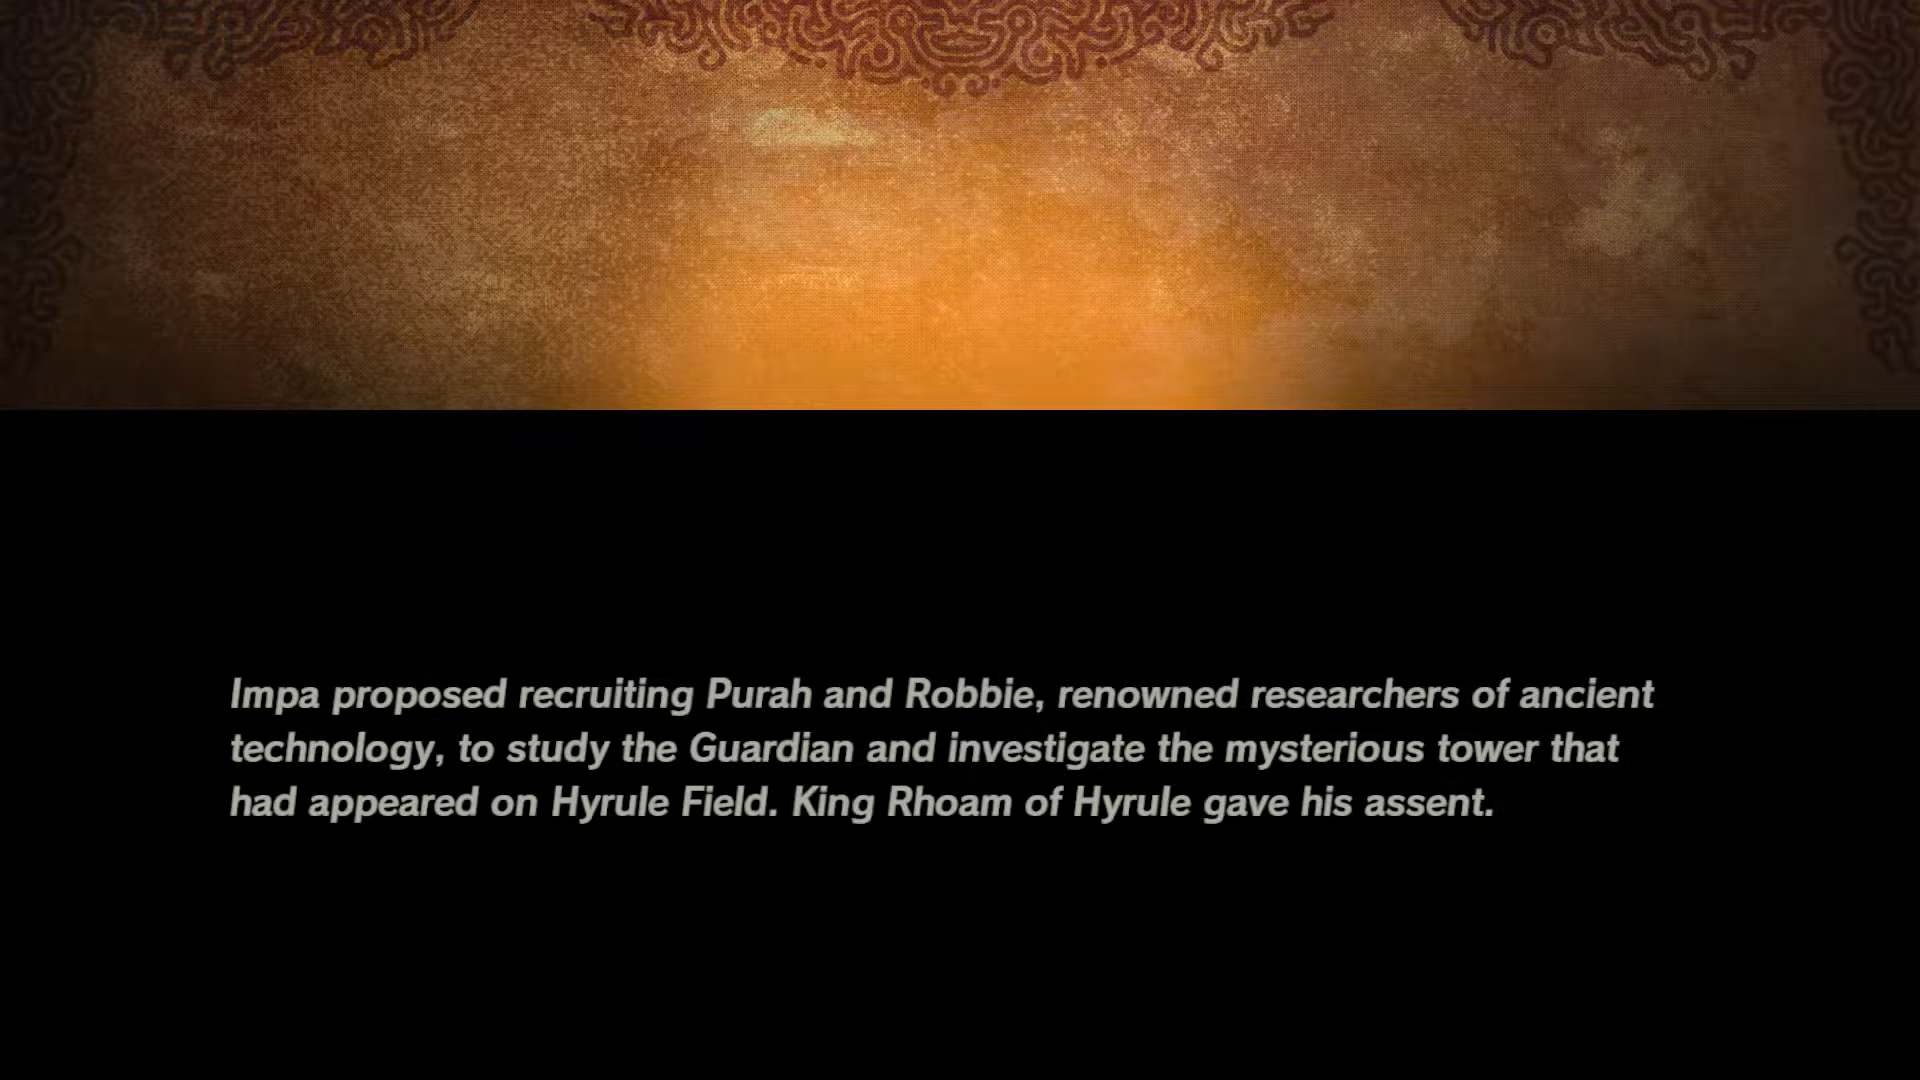 Impa proposed recruiting Purah and Robbie, renowned researchers of ancient
technology, to study the Guardian and investigate the mysterious tower that
had appeared on Hyrule Field. King Rhoam of Hyrule gave his assent.